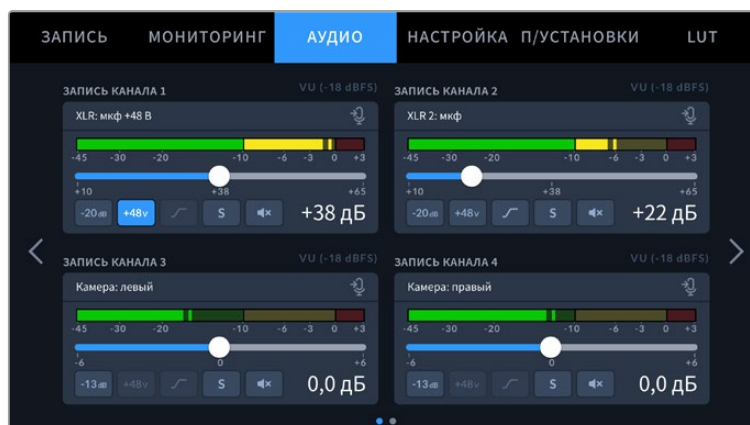 ЗАПИСЬ МОНИТОРИНГ АУДИО НАСТРОЙКА П/УСТАНОВКИ LUT
ЗАПИСЬ КАНАЛА 1 VU (-18 dBFS)
XLR: мкф +48 В
-45 -30 -20 -10 -6 -3 0 +3
+10 +38 +65
-20dB +48v S +38 дБ
ЗАПИСЬ КАНАЛА 2 VU (-18 dBFS)
XLR 2: мкф
-45 -30 -20 -10 -6 -3 0 +3
+10 +38 +65
-20dB +48v S +22 дБ
ЗАПИСЬ КАНАЛА 3 VU (-18 dBFS)
Камера: левый
-45 -30 -20 -10 -6 -3 0 +3
-6 0 +6
-13dB +48v S 0,0 дБ
ЗАПИСЬ КАНАЛА 4 VU (-18 dBFS)
Камера: правый
-45 -30 -20 -10 -6 -3 0 +3
-6 0 +6
-13dB +48v S 0,0 дБ